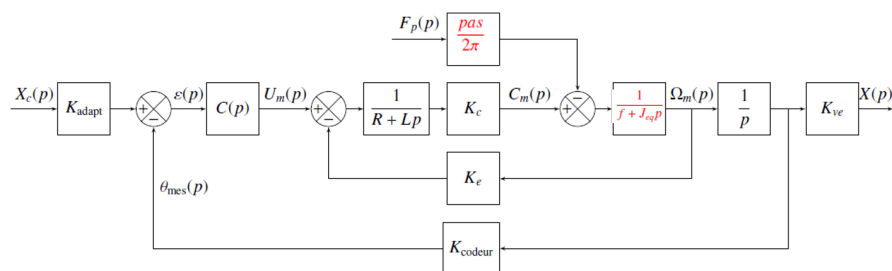 F_p(p)
pas
2π
X_c(p)
K_adapt
+
−
ε(p)
C(p)
U_m(p)
+
−
1
R + Lp
K_c
C_m(p)
−
+
1
f + J_eq p
Ω_m(p)
1
p
K_ve
X(p)
K_e
θ_mes(p)
K_codeur